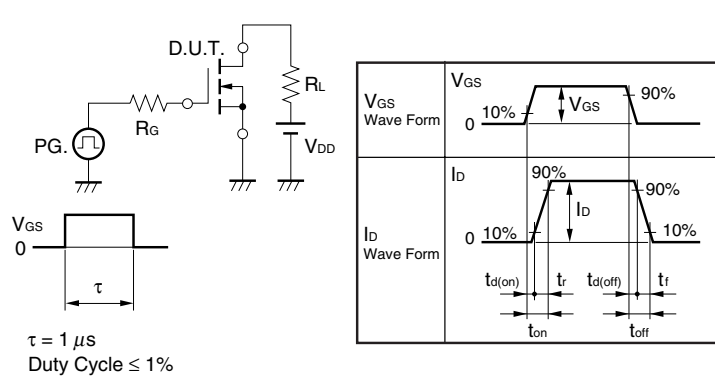 D.U.T.
RL
RG
PG.
VDD
VGS
0
τ
τ = 1 μs
Duty Cycle ≤ 1%
VGS
Wave Form
VGS
10%
0
VGS
90%
ID
Wave Form
ID
90%
90%
0 10%
ID
10%
td(on)
tr
td(off)
tf
ton
toff